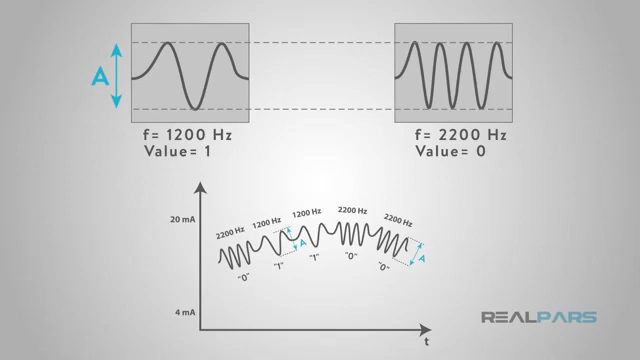 A
f= 1200 Hz
Value= 1
f= 2200 Hz
Value= 0
20 mA
4 mA
2200 Hz
1200 Hz
1200 Hz
2200 Hz
2200 Hz
A
A
"0"
"1"
"1"
"0"
"0"
t
REALPARS